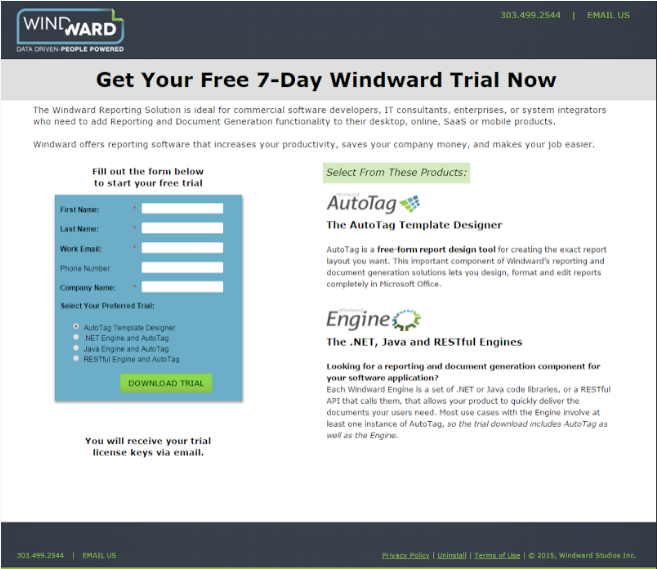 WINDWARD
DATA DRIVEN-PEOPLE POWERED
303.499.2544 | EMAIL US
Get Your Free 7-Day Windward Trial Now
The Windward Reporting Solution is ideal for commercial software developers, IT consultants, enterprises, or system integrators
who need to add Reporting and Document Generation functionality to their desktop, online, SaaS or mobile products.
Windward offers reporting software that increases your productivity, saves your company money, and makes your job easier.
Fill out the form below
to start your free trial
First Name: *
Last Name: *
Work Email: *
Phone Number:
Company Name: *
Select Your Preferred Trial:
AutoTag Template Designer
.NET Engine and AutoTag
Java Engine and AutoTag
RESTful Engine and AutoTag
DOWNLOAD TRIAL
You will receive your trial
license keys via email.
Select From These Products:
Windward
AutoTag
The AutoTag Template Designer
AutoTag is a free-form report design tool for creating the exact report
layout you want. This important component of Windward's reporting and
document generation solutions lets you design, format and edit reports
completely in Microsoft Office.
Windward
Engine
The .NET, Java and RESTful Engines
Looking for a reporting and document generation component for
your software application?
Each Windward Engine is a set of .NET or Java code libraries, or a RESTful
API that calls them, that allows your product to quickly deliver the
documents your users need. Most use cases with the Engine involve at
least one instance of AutoTag, so the trial download includes AutoTag as
well as the Engine.
303.499.2544 | EMAIL US
Privacy Policy | Uninstall | Terms of Use | © 2015, Windward Studios Inc.